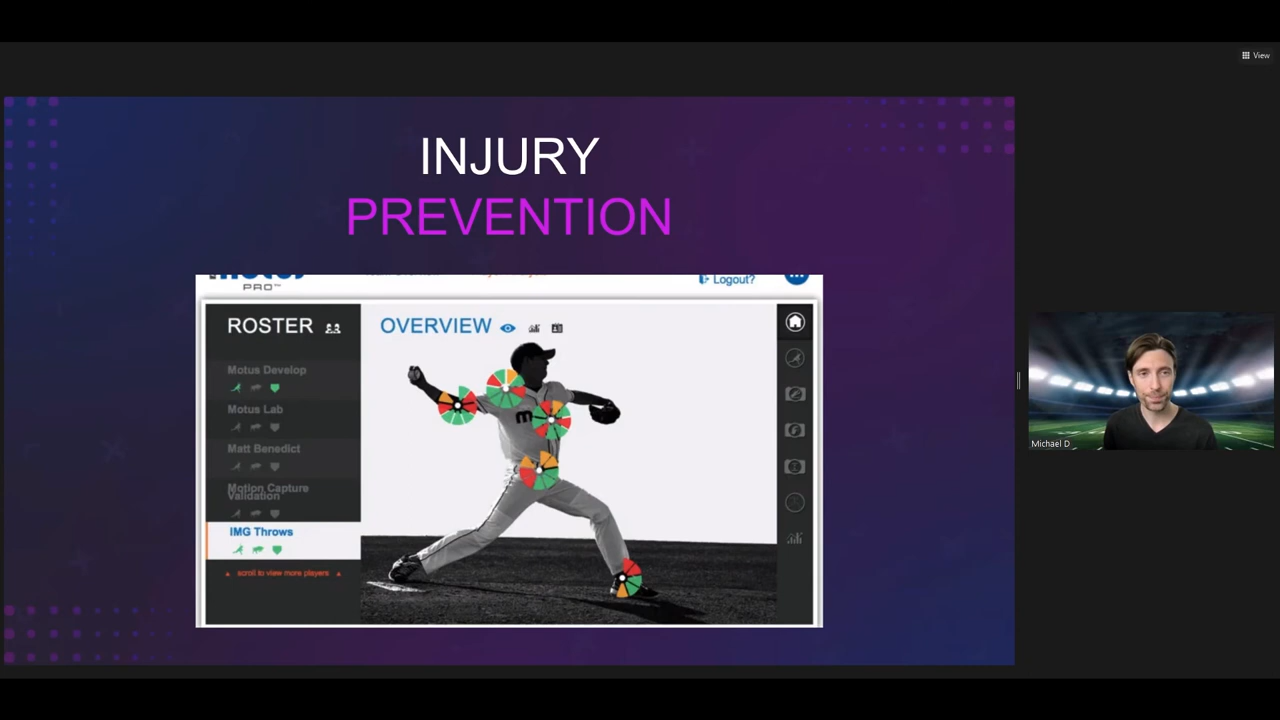 View
INJURY
PREVENTION
PRO
Logout?
ROSTER
OVERVIEW
Motus Develop
Motus Lab
Matt Benedict
Motion Capture
Validation
IMG Throws
scroll to view more players
m
Michael D